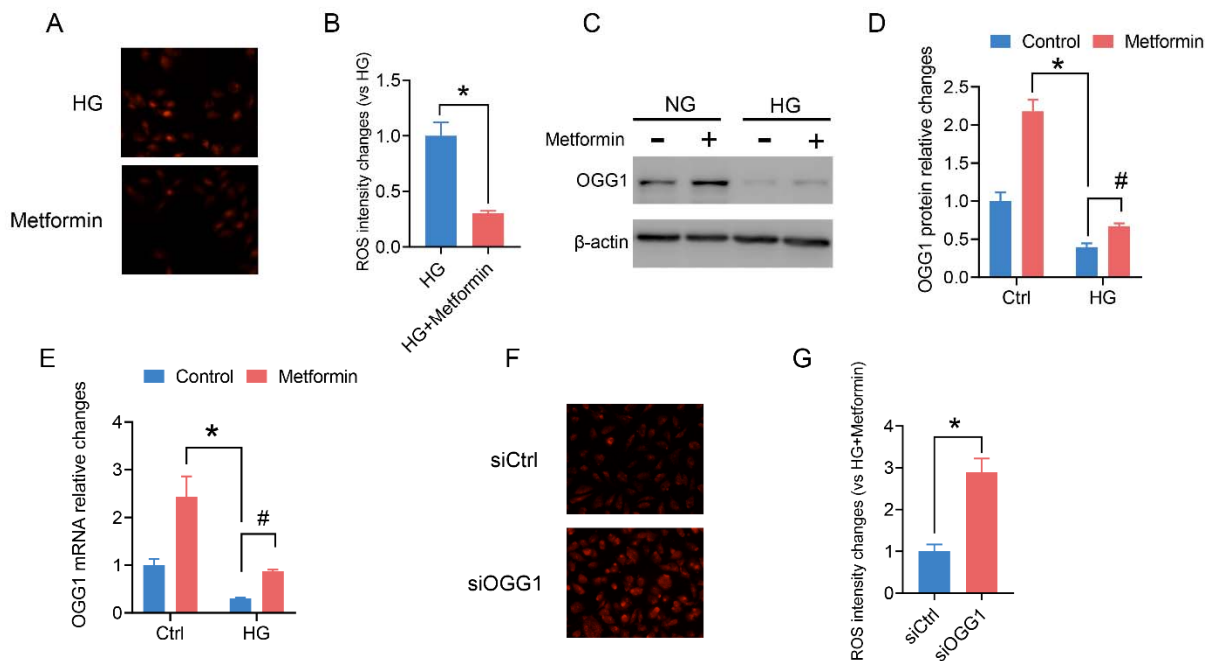 A
HG
Metformin
B
ROS intensity changes (vs HG)
1.5
1.0
0.5
0.0
*
HG
HG+Metformin
C
NG HG
Metformin - + - +
OGG1
β-actin
D
Control Metformin
OGG1 protein relative changes
2.5
2.0
1.5
1.0
0.5
0.0
*
#
Ctrl HG
E
Control Metformin
OGG1 mRNA relative changes
4
3
2
1
0
*
#
Ctrl HG
F
siCtrl
siOGG1
G
ROS intensity changes (vs HG+Metformin)
4
3
2
1
0
*
siCtrl
siOGG1